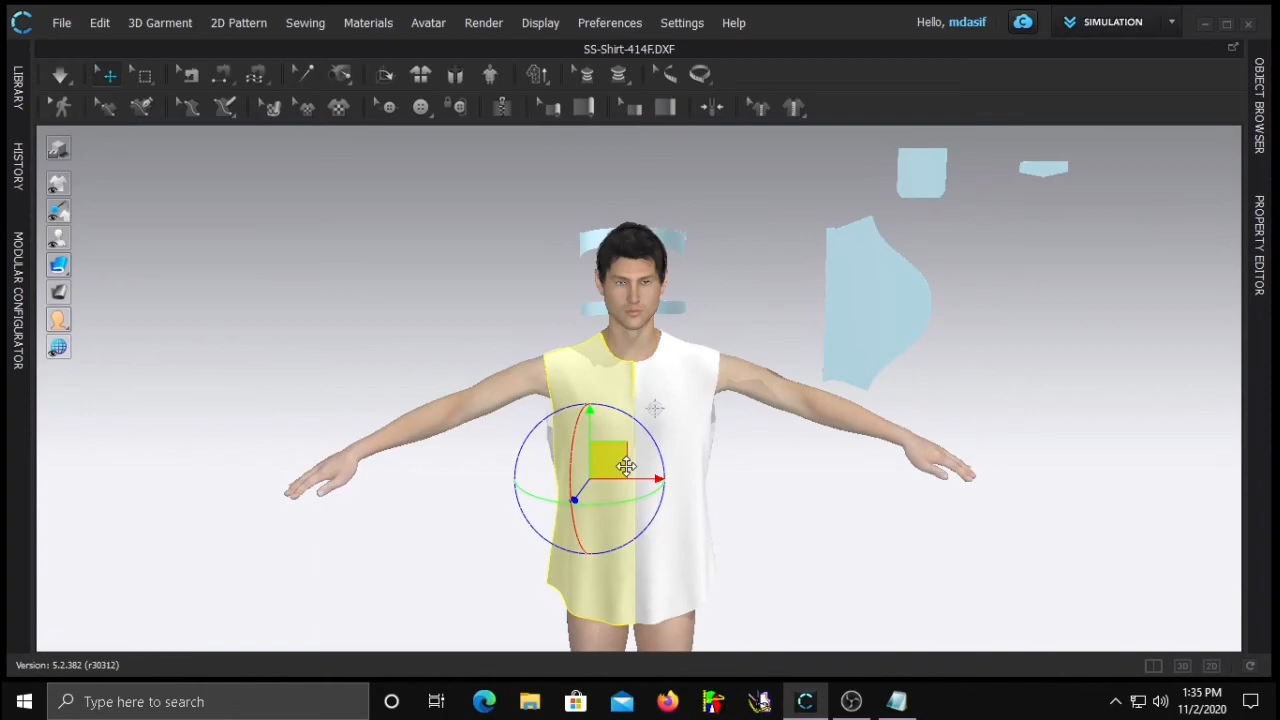 File Edit 3D Garment 2D Pattern Sewing Materials Avatar Render Display Preferences Settings Help Hello, mdasif SIMULATION
SS-Shirt-414F.DXF
LIBRARY
HISTORY
MODULAR CONFIGURATOR
OBJECT BROWSER
PROPERTY EDITOR
Version: 5.2.382 (r30312)
3D 2D
Type here to search
1:35 PM
11/2/2020